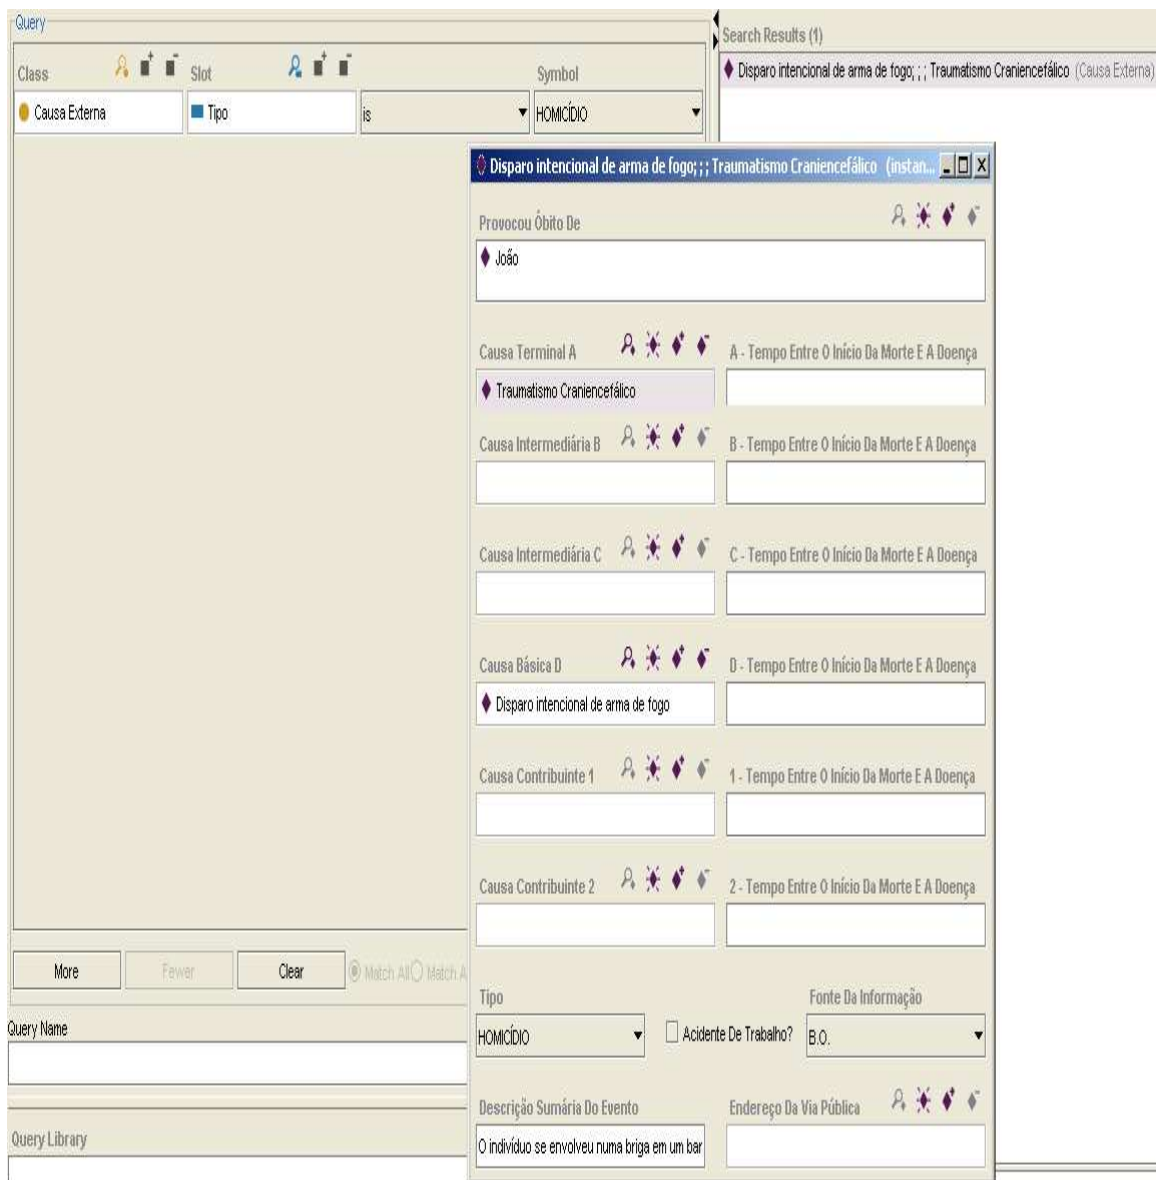 Query
Class Slot Symbol
Causa Externa Tipo is HOMICÍDIO
Search Results (1)
Disparo intencional de arma de fogo; ; ; Traumatismo Craniencefálico (Causa Externa)
Disparo intencional de arma de fogo; ; ; Traumatismo Craniencefálico (instan...
Provocou Óbito De
João
Causa Terminal A A - Tempo Entre O Início Da Morte E A Doença
Traumatismo Craniencefálico
Causa Intermediária B B - Tempo Entre O Início Da Morte E A Doença
Causa Intermediária C C - Tempo Entre O Início Da Morte E A Doença
Causa Básica D D - Tempo Entre O Início Da Morte E A Doença
Disparo intencional de arma de fogo
Causa Contribuinte 1 1 - Tempo Entre O Início Da Morte E A Doença
Causa Contribuinte 2 2 - Tempo Entre O Início Da Morte E A Doença
Tipo Fonte Da Informação
HOMICÍDIO Acidente De Trabalho? B.O.
Descrição Sumária Do Evento Endereço Da Via Pública
O indivíduo se envolveu numa briga em um bar
More Fewer Clear Match All Match A
Query Name
Query Library